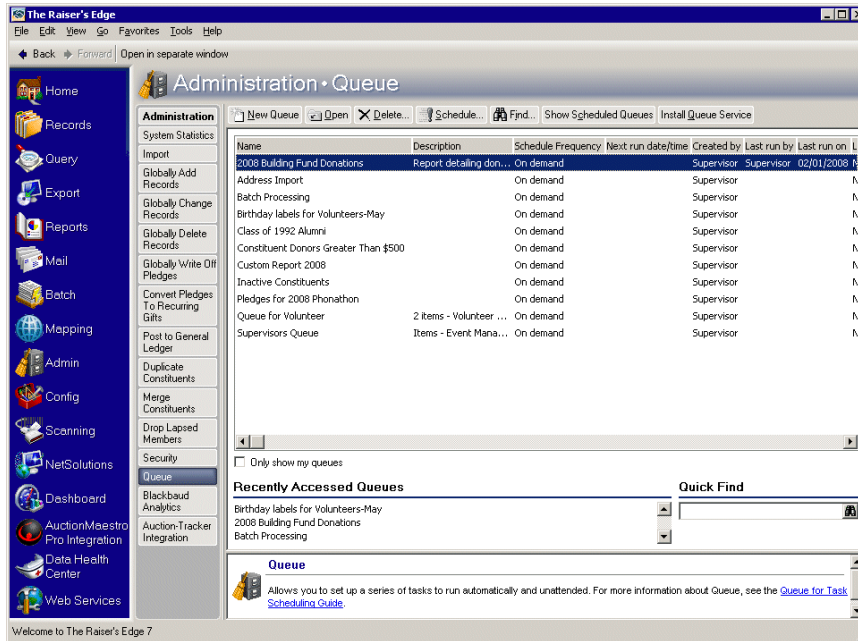 The Raiser's Edge
File Edit View Go Favorites Tools Help
Back Forward Open in separate window
Home
Records
Query
Export
Reports
Mail
Batch
Mapping
Admin
Config
Scanning
NetSolutions
Dashboard
AuctionMaestro
Pro Integration
Data Health
Center
Web Services
Administration • Queue
Administration
System Statistics
Import
Globally Add
Records
Globally Change
Records
Globally Delete
Records
Globally Write Off
Pledges
Convert Pledges
To Recurring
Gifts
Post to General
Ledger
Duplicate
Constituents
Merge
Constituents
Drop Lapsed
Members
Security
Queue
Blackbaud
Analytics
Auction-Tracker
Integration
New Queue Open Delete... Schedule... Find... Show Scheduled Queues Install Queue Service
Name Description Schedule Frequency Next run date/time Created by Last run by Last run on L
2008 Building Fund Donations Report detailing don... On demand Supervisor Supervisor 02/01/2008 N
Address Import On demand Supervisor N
Batch Processing On demand Supervisor N
Birthday labels for Volunteers-May On demand Supervisor N
Class of 1992 Alumni On demand Supervisor N
Constituent Donors Greater Than $500 On demand Supervisor N
Custom Report 2008 On demand Supervisor N
Inactive Constituents On demand Supervisor N
Pledges for 2008 Phonathon On demand Supervisor N
Queue for Volunteer 2 items - Volunteer ... On demand Supervisor N
Supervisors Queue Items - Event Mana... On demand Supervisor N
Only show my queues
Recently Accessed Queues Quick Find
Birthday labels for Volunteers-May
2008 Building Fund Donations
Batch Processing
Queue
Allows you to set up a series of tasks to run automatically and unattended. For more information about Queue, see the Queue for Task
Scheduling Guide.
Welcome to The Raiser's Edge 7